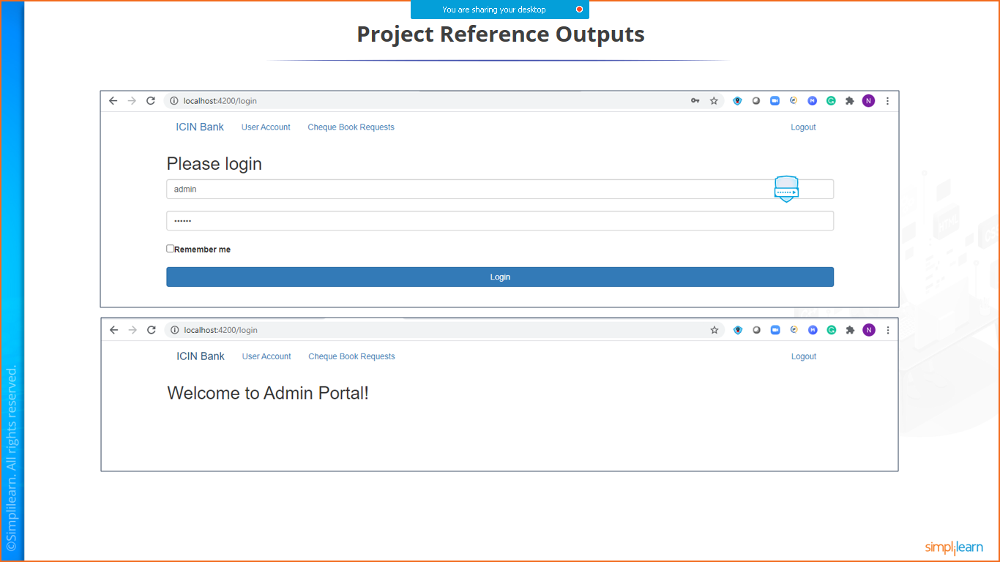 You are sharing your desktop
Project Reference Outputs
localhost:4200/login
N
ICIN Bank User Account Cheque Book Requests Logout
Please login
admin
••••••
Remember me
Login
localhost:4200/login
N
ICIN Bank User Account Cheque Book Requests Logout
Welcome to Admin Portal!
©Simplilearn. All rights reserved.
simplilearn